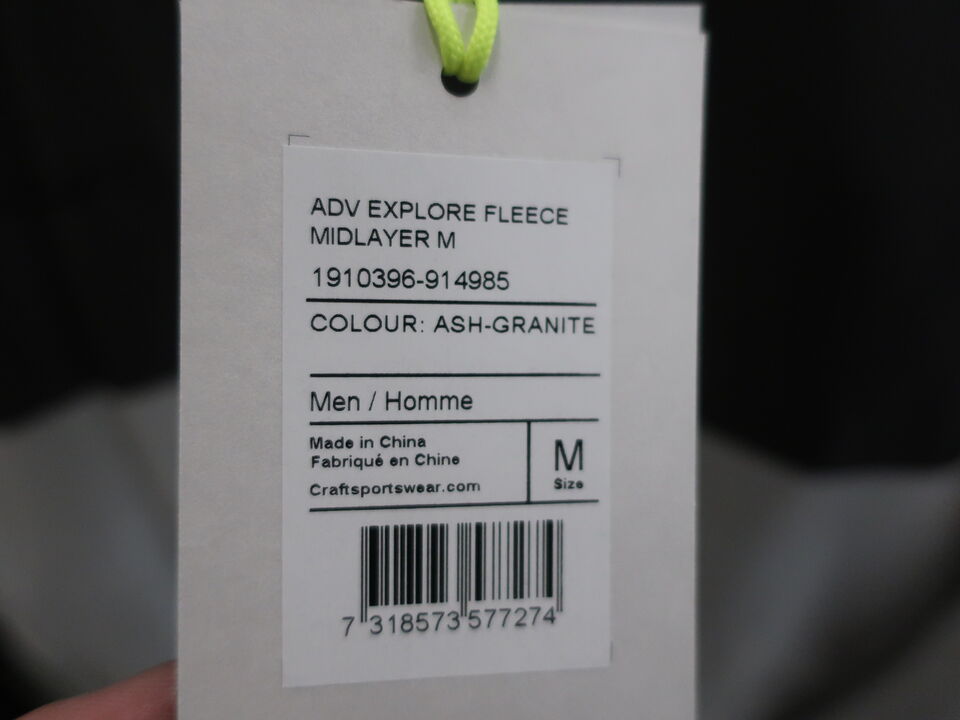 ADV EXPLORE FLEECE
MIDLAYER M
1910396-914985
COLOUR: ASH-GRANITE
Men / Homme
Made in China
Fabriqué en Chine
Craftsportswear.com
M
Size
7 318573 577274